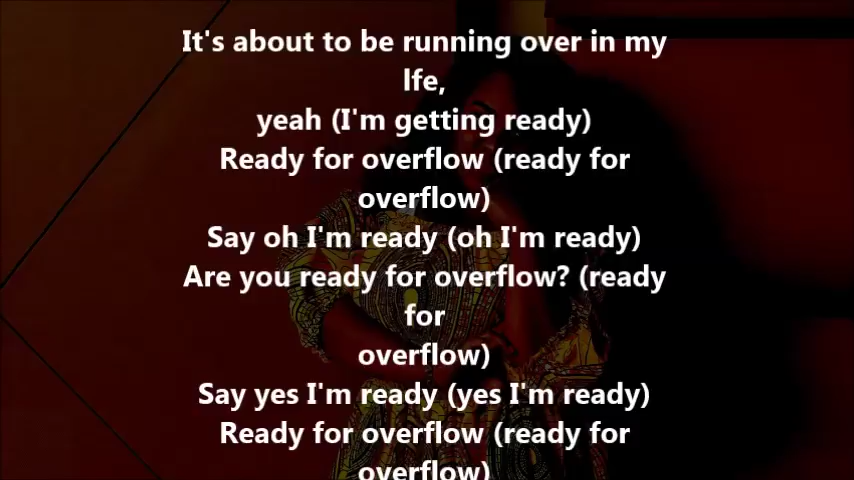 It's about to be running over in my
lfe,
yeah (I'm getting ready)
Ready for overflow (ready for
overflow)
Say oh I'm ready (oh I'm ready)
Are you ready for overflow? (ready
for
overflow)
Say yes I'm ready (yes I'm ready)
Ready for overflow (ready for
overflow)